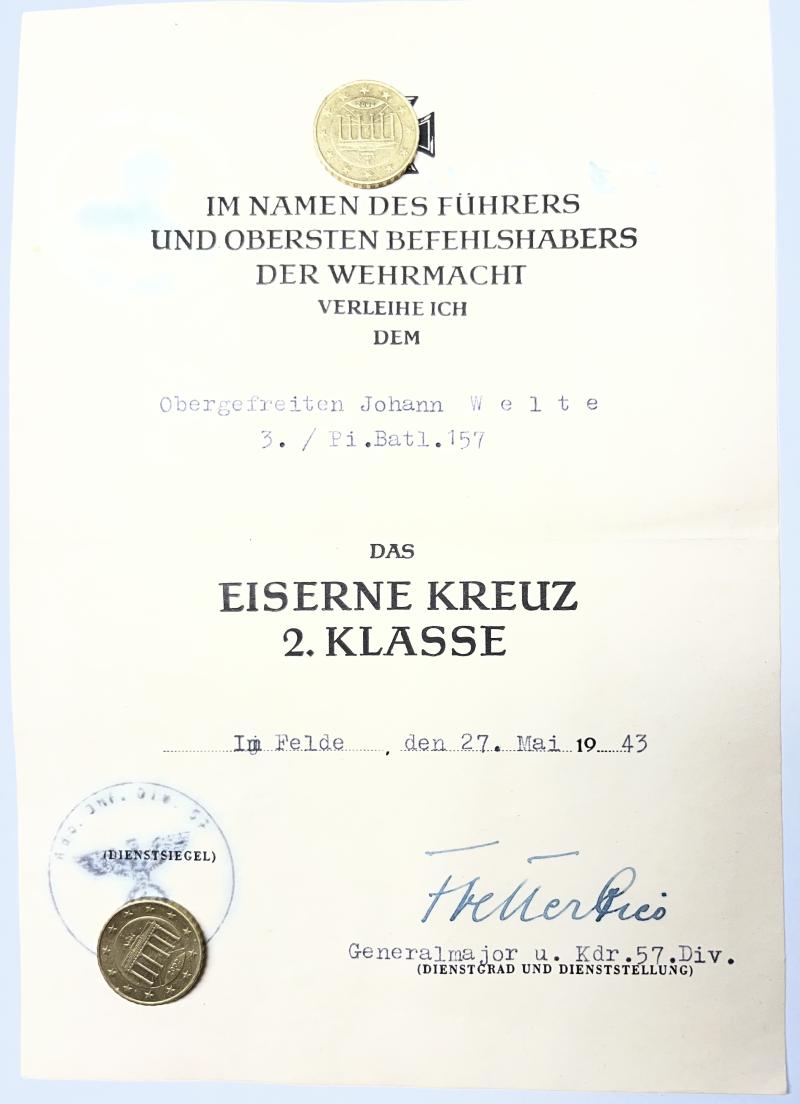 IM NAMEN DES FÜHRERS
UND OBERSTEN BEFEHLSHABERS
DER WEHRMACHT
VERLEIHE ICH
DEM
Obergefreiten Johann W e l t e
3. / Pi.Batl.157
DAS
EISERNE KREUZ
2. KLASSE
Im Felde , den 27. Mai 19 43
(DIENSTSIEGEL)
Generalmajor u. Kdr.57.Div.
(DIENSTGRAD UND DIENSTSTELLUNG)